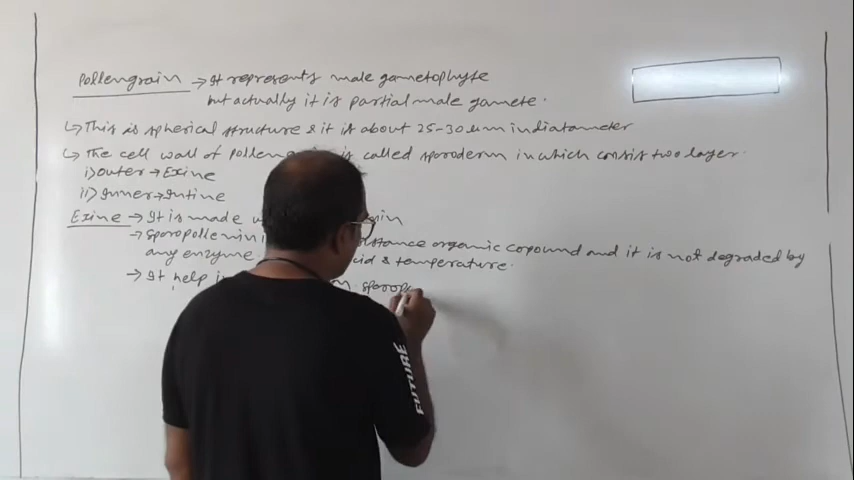 Pollengrain → It represents male gametophyte
but actually it is partial male gamete.
↳ This is spherical structure & it is about 25-30 um in diatameter
↳ The cell wall of pollengrain is called sporoderm in which consist two layer.
i) outer → Exine
ii) Inner → Intine
Exine → It is made
→ sporopollenin organic copound and it is not degraded by
any enzyme & temperature.
→ It help
FUTURE